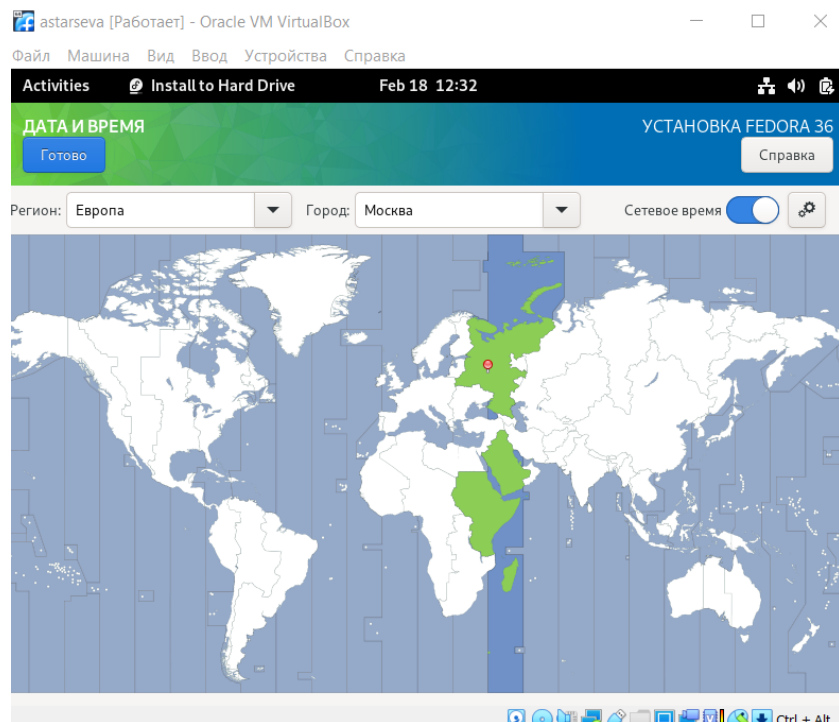 astarseva [Работает] - Oracle VM VirtualBox
Файл Машина Вид Ввод Устройства Справка
Activities Install to Hard Drive Feb 18 12:32
ДАТА И ВРЕМЯ УСТАНОВКА FEDORA 36
Готово Справка
Регион: Европа Город: Москва Сетевое время
Ctrl + Alt